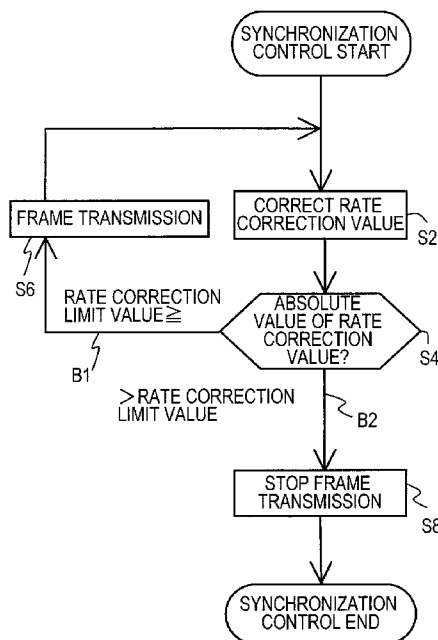 SYNCHRONIZATION
CONTROL START
CORRECT RATE
CORRECTION VALUE
S2
FRAME TRANSMISSION
S6
RATE CORRECTION
LIMIT VALUE≧
B1
ABSOLUTE
VALUE OF RATE
CORRECTION
VALUE?
S4
>RATE CORRECTION
LIMIT VALUE
B2
STOP FRAME
TRANSMISSION
S8
SYNCHRONIZATION
CONTROL END